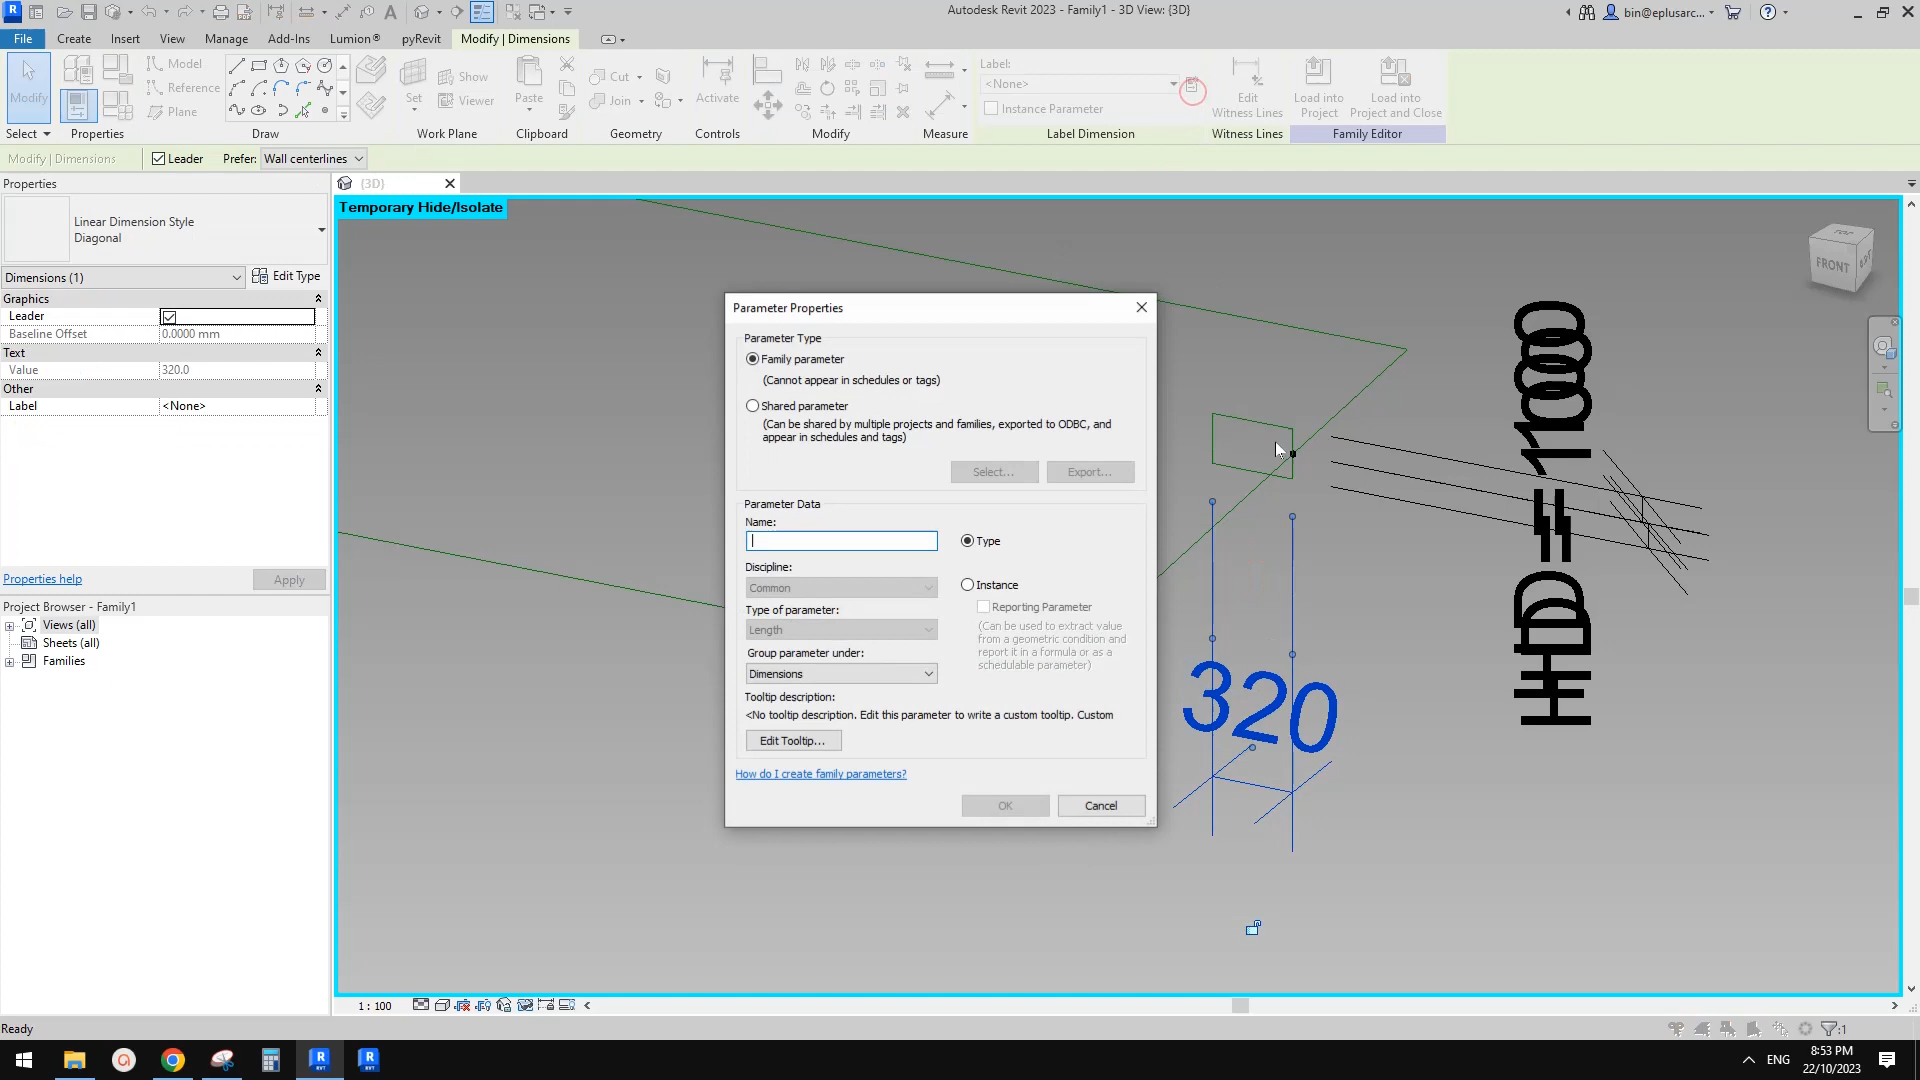 Autodesk Revit 2023 - Family1 - 3D View: {3D}
bin@eplusarc...
File
Create
Insert
View
Manage
Add-Ins
Lumion®
pyRevit
Modify | Dimensions
Modify
Model
Reference
Plane
Set
Show
Viewer
Paste
Cut
Join
Activate
Label:
<None>
Instance Parameter
Edit
Witness Lines
Load into
Project
Load into
Project and Close
Select
Properties
Draw
Work Plane
Clipboard
Geometry
Controls
Modify
Measure
Label Dimension
Witness Lines
Family Editor
Modify | Dimensions
Leader
Prefer:
Wall centerlines
Properties
{3D}
Linear Dimension Style
Diagonal
Dimensions (1)
Edit Type
Graphics
Leader
Baseline Offset
0.0000 mm
Text
Value
320.0
Other
Label
<None>
Properties help
Apply
Project Browser - Family1
Views (all)
Sheets (all)
Families
Temporary Hide/Isolate
TOP
FRONT
Parameter Properties
Parameter Type
Family parameter
(Cannot appear in schedules or tags)
Shared parameter
(Can be shared by multiple projects and families, exported to ODBC, and
appear in schedules and tags)
Select...
Export...
Parameter Data
Name:
Type
Discipline:
Common
Instance
Reporting Parameter
(Can be used to extract value
from a geometric condition and
report it in a formula or as a
schedulable parameter)
Type of parameter:
Length
Group parameter under:
Dimensions
Tooltip description:
<No tooltip description. Edit this parameter to write a custom tooltip. Custom
Edit Tooltip...
How do I create family parameters?
OK
Cancel
320
1 : 100
Ready
:1
ENG
8:53 PM
22/10/2023